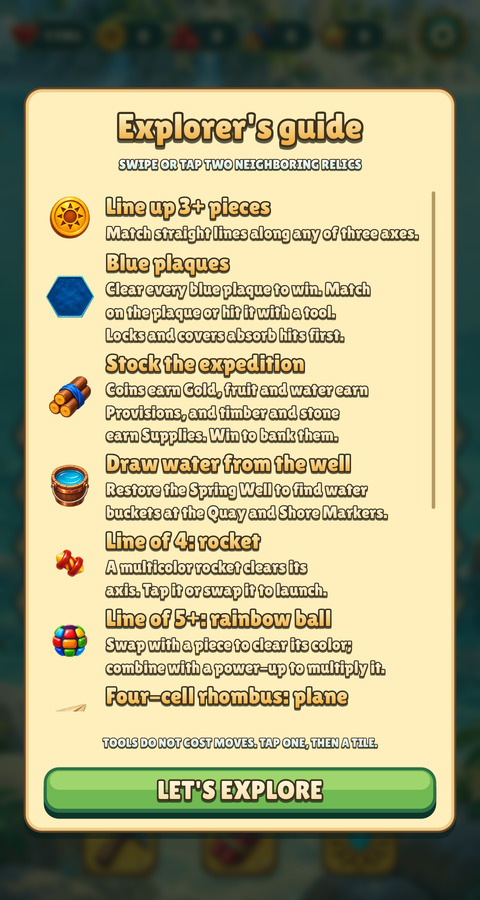 Explorer's guide
SWIPE OR TAP TWO NEIGHBORING RELICS
Line up 3+ pieces
Match straight lines along any of three axes.
Blue plaques
Clear every blue plaque to win. Match
on the plaque or hit it with a tool.
Locks and covers absorb hits first.
Stock the expedition
Coins earn Gold, fruit and water earn
Provisions, and timber and stone
earn Supplies. Win to bank them.
Draw water from the well
Restore the Spring Well to find water
buckets at the Quay and Shore Markers.
Line of 4: rocket
A multicolor rocket clears its
axis. Tap it or swap it to launch.
Line of 5+: rainbow ball
Swap with a piece to clear its color;
combine with a power-up to multiply it.
Four-cell rhombus: plane
TOOLS DO NOT COST MOVES. TAP ONE, THEN A TILE.
LET'S EXPLORE